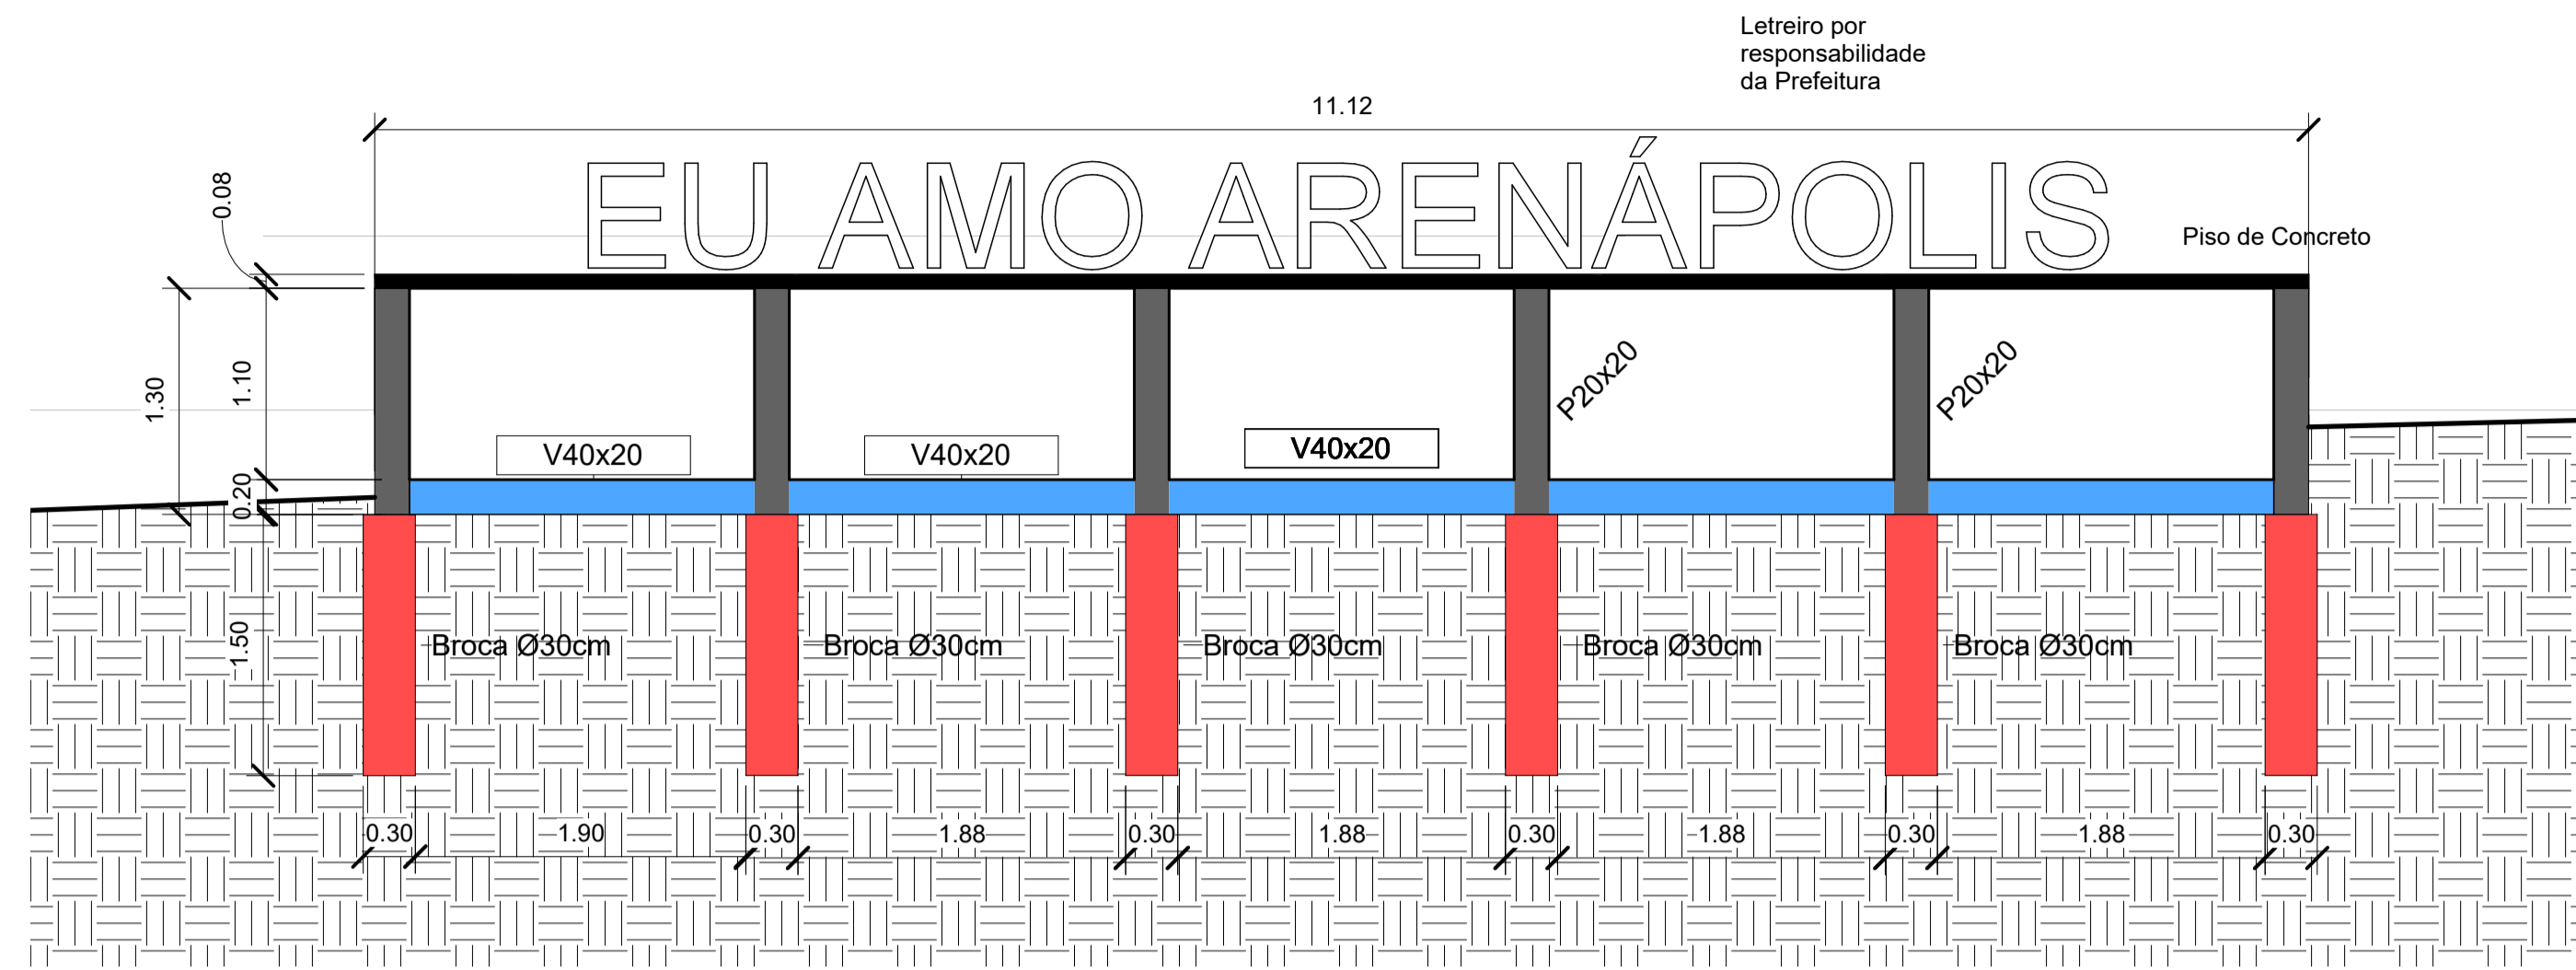 Letreiro por
responsabilidade
da Prefeitura
11.12
EU AMO ARENÁPOLIS
0.08
Piso de Concreto
1.30
1.10
P20x20
P20x20
V40x20
V40x20
V40x20
0.20
1.50
Broca Ø30cm
Broca Ø30cm
Broca Ø30cm
Broca Ø30cm
Broca Ø30cm
0.30
1.90
0.30
1.88
0.30
1.88
0.30
1.88
0.30
1.88
0.30